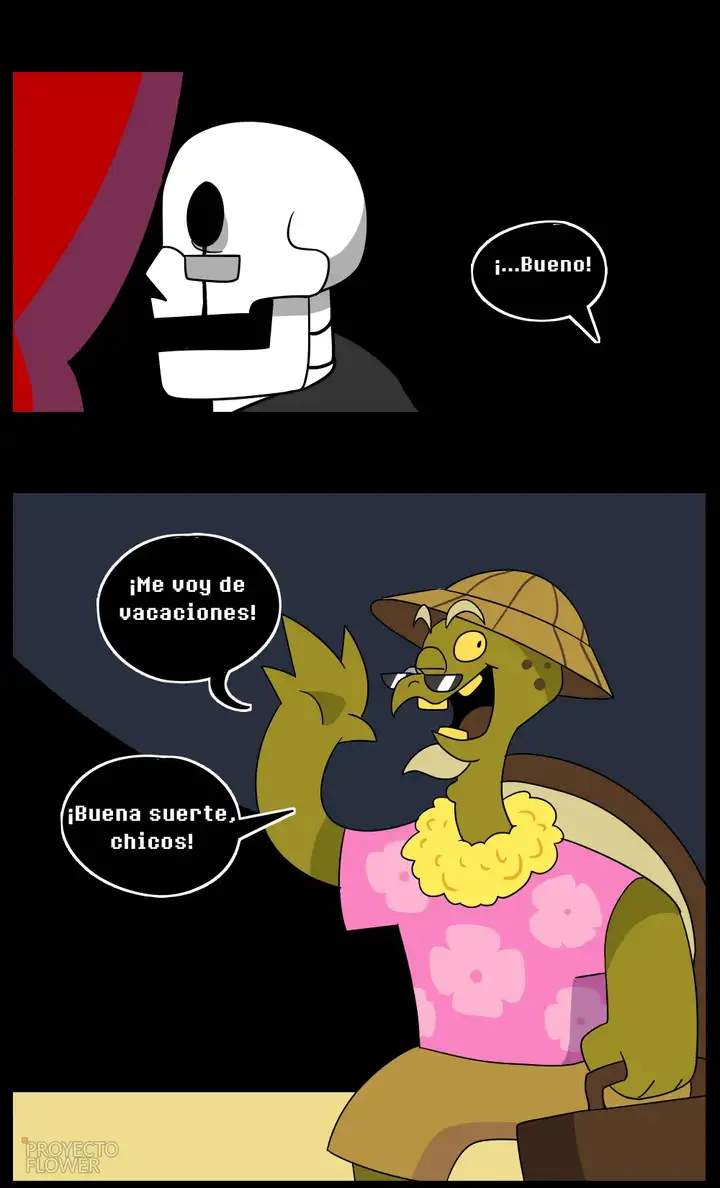 ¡...Bueno!
¡Me voy de
vacaciones!
¡Buena suerte,
chicos!
PROYECTO
FLOWER